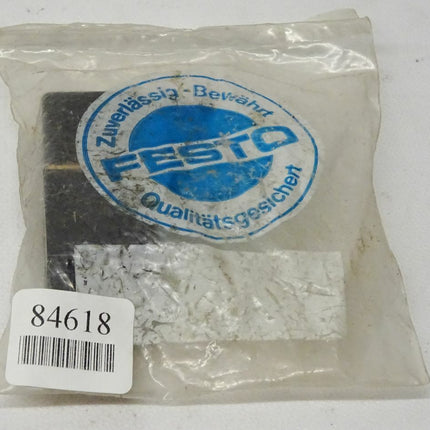 Zuverlässig-Bewährt
FESTO
Qualitätsgesichert
84618